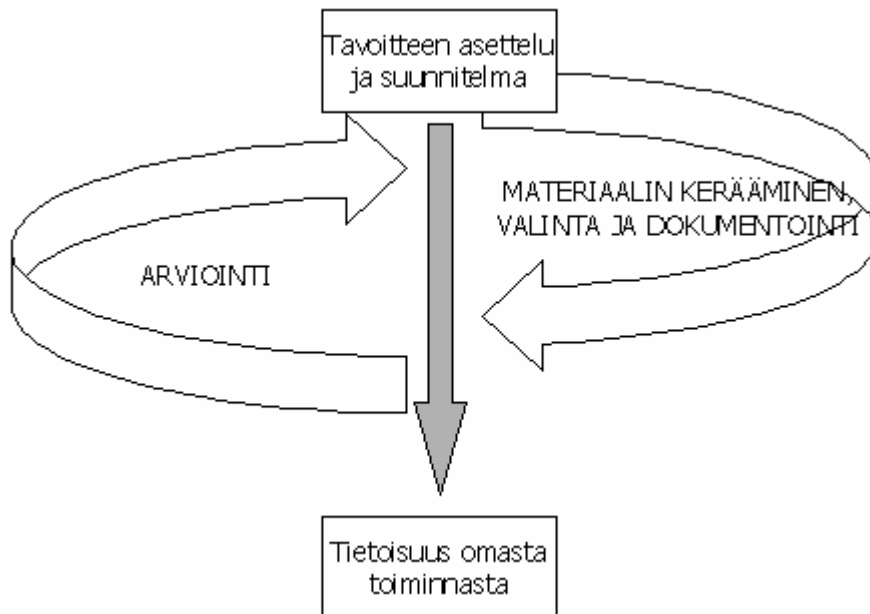 Tavoitteen asettelu
ja suunnitelma
MATERIAALIN KERÄÄMINEN,
VALINTA JA DOKUMENTOINTI
ARVIOINTI
Tietoisuus omasta
toiminnasta